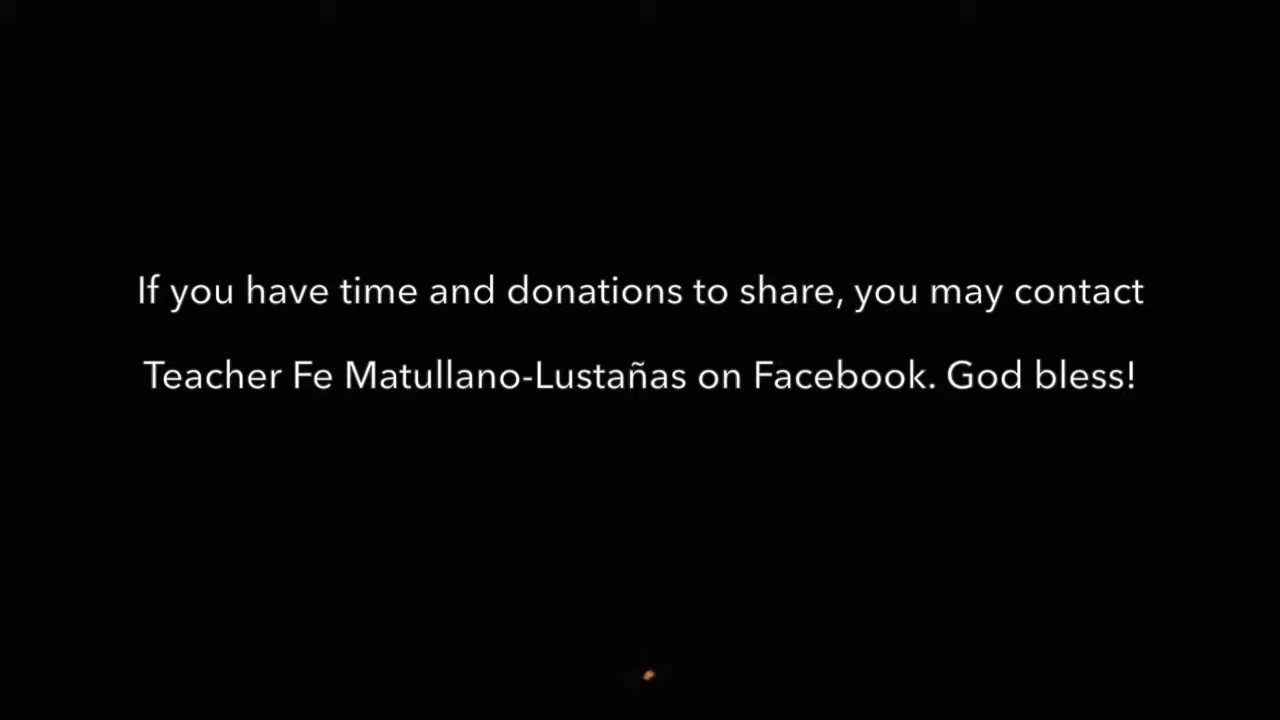 If you have time and donations to share, you may contact
Teacher Fe Matullano-Lustañas on Facebook. God bless!